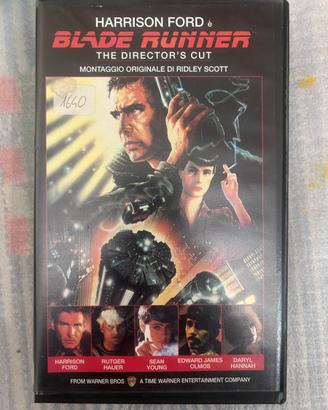 HARRISON FORD è
BLADE RUNNER
THE DIRECTOR'S CUT
MONTAGGIO ORIGINALE DI RIDLEY SCOTT
1640
HARRISON FORD
RUTGER HAUER
SEAN YOUNG
EDWARD JAMES OLMOS
DARYL HANNAH
FROM WARNER BROS A TIME WARNER ENTERTAINMENT COMPANY